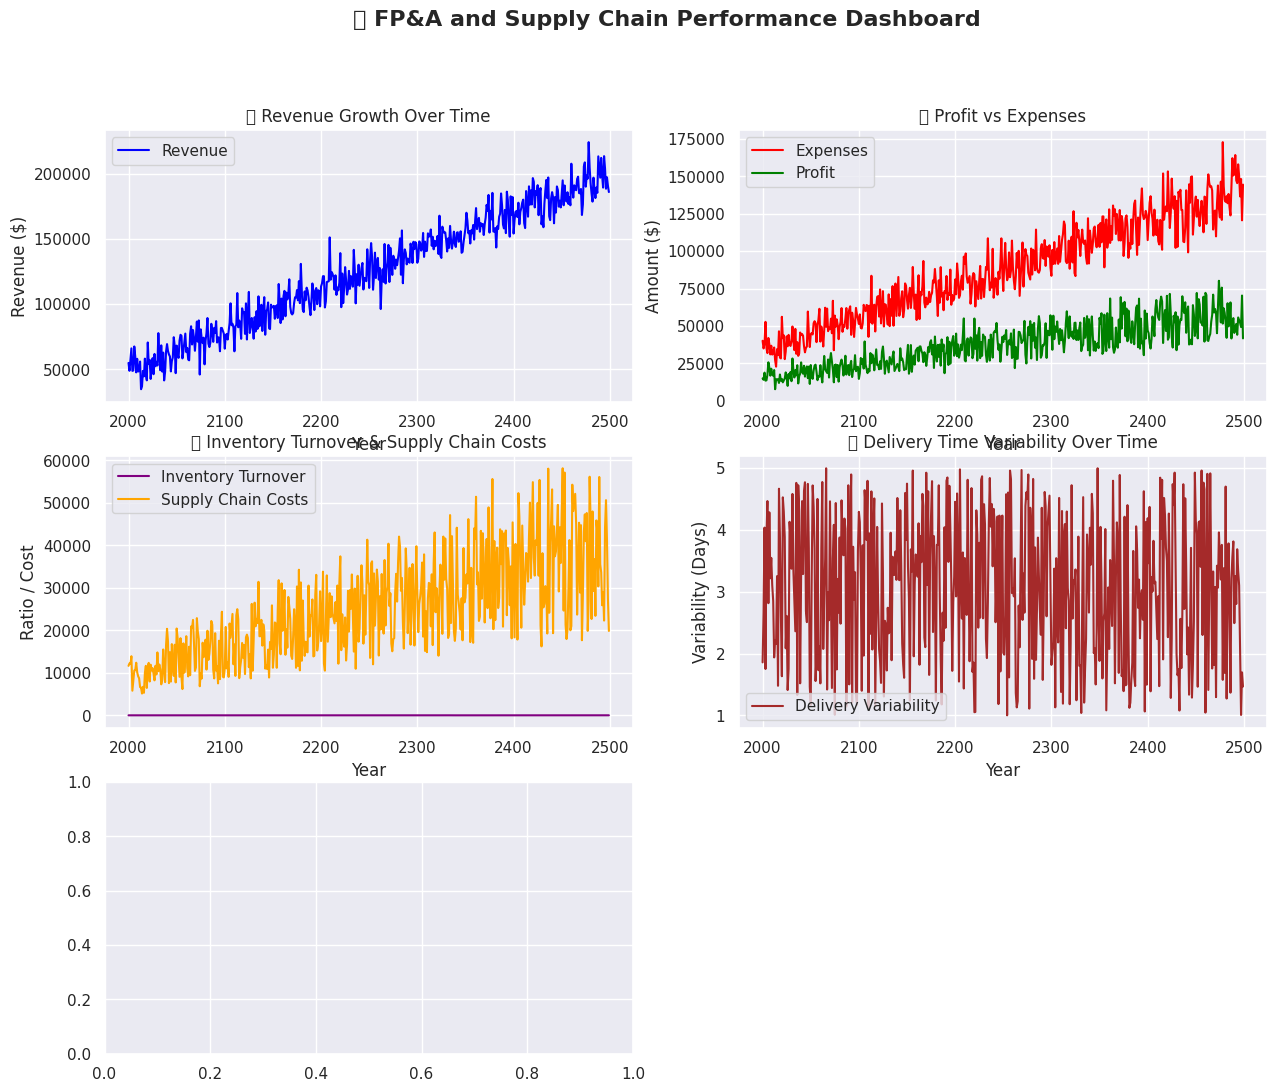 ▯ FP&A and Supply Chain Performance Dashboard
▯ Revenue Growth Over Time
Revenue
Revenue ($)
200000
150000
100000
50000
2000 2100 2200 2300 2400 2500
Year
▯ Profit vs Expenses
Expenses
Profit
Amount ($)
175000
150000
125000
100000
75000
50000
25000
0
2000 2100 2200 2300 2400 2500
Year
▯ Inventory Turnover & Supply Chain Costs
Inventory Turnover
Supply Chain Costs
Ratio / Cost
60000
50000
40000
30000
20000
10000
0
2000 2100 2200 2300 2400 2500
Year
▯ Delivery Time Variability Over Time
Variability (Days)
5
4
3
2
1
Delivery Variability
2000 2100 2200 2300 2400 2500
Year
1.0
0.8
0.6
0.4
0.2
0.0
0.0 0.2 0.4 0.6 0.8 1.0